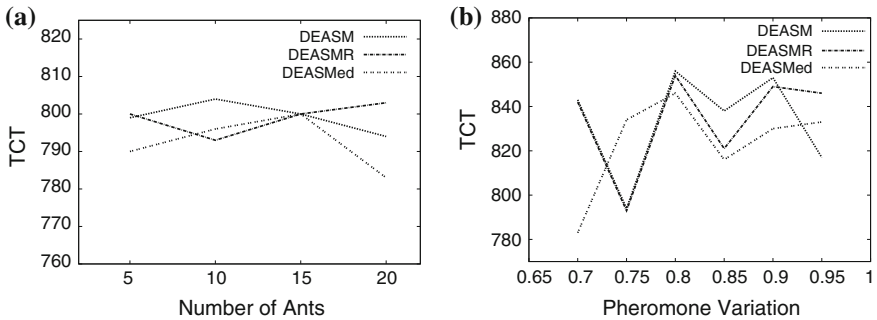 (a)
820
810
800
790
780
770
760
TCT
5
10
15
20
Number of Ants
DEASM
DEASMR
DEASMed
(b)
880
860
840
820
800
780
TCT
0.65
0.7
0.75
0.8
0.85
0.9
0.95
1
Pheromone Variation
DEASM
DEASMR
DEASMed